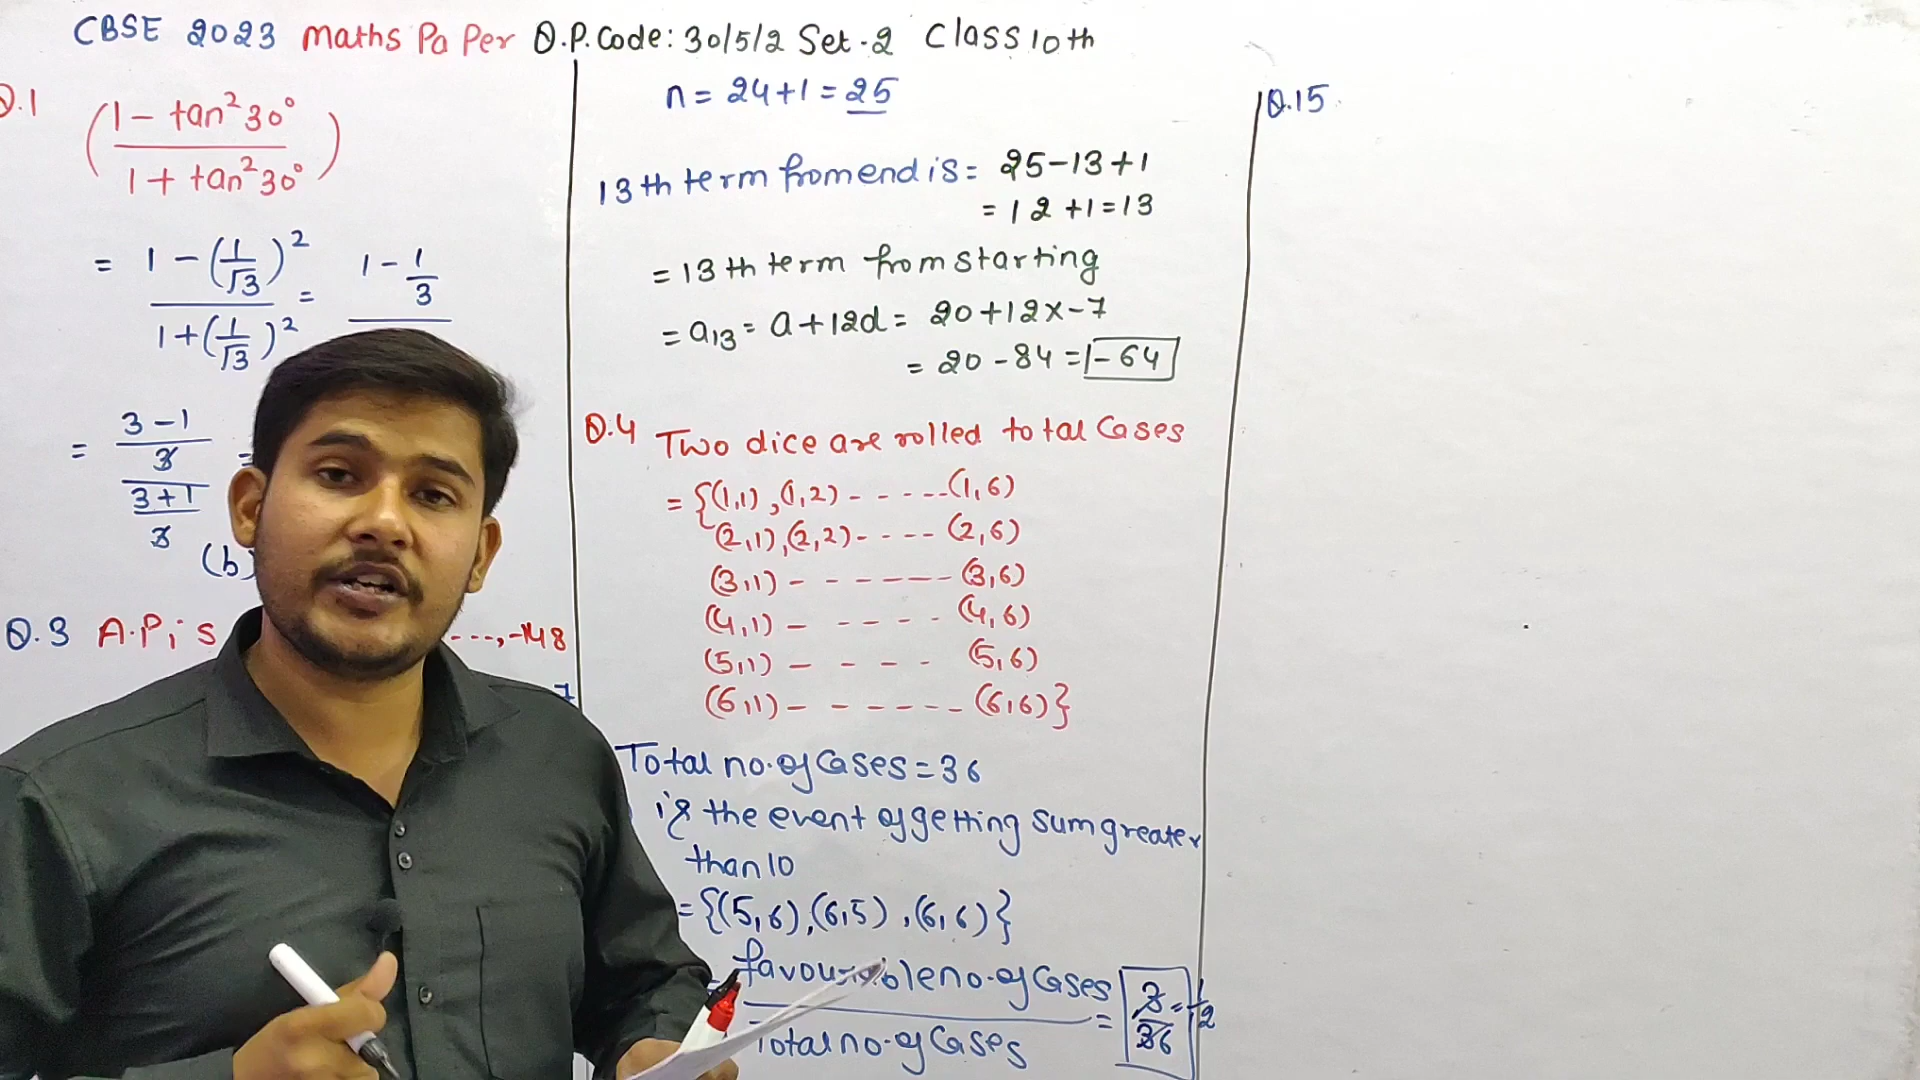 CBSE 2023 Maths Paper Q.P. Code: 30/5/2 Set-2 Class 10th
Q.1 (1 - tan²30° / 1 + tan²30°)
= 1 - (1/√3)² / 1 + (1/√3)² = 1 - 1/3
= 3-1/3 / 3+1/3 =
(b)
Q.3 A.P. is ---, -148
7
n = 24+1 = 25
13th term from end is = 25-13+1
= 12+1=13
= 13th term from starting
= a13 = a+12d = 20+12x-7
= 20-84 = -64
Q.4 Two dice are rolled total Cases
= {(1,1), (1,2) - - - - - (1,6)
(2,1), (2,2) - - - - (2,6)
(3,1) - - - - - - - (3,6)
(4,1) - - - - - (4,6)
(5,1) - - - - (5,6)
(6,1) - - - - - - (6,6)}
Total no. of Cases = 36
is the event of getting sum greater
than 10
= {(5,6), (6,5), (6,6)}
= favourable no. of Cases / Total no. of Cases = 3/36 = 1/12
Q.15